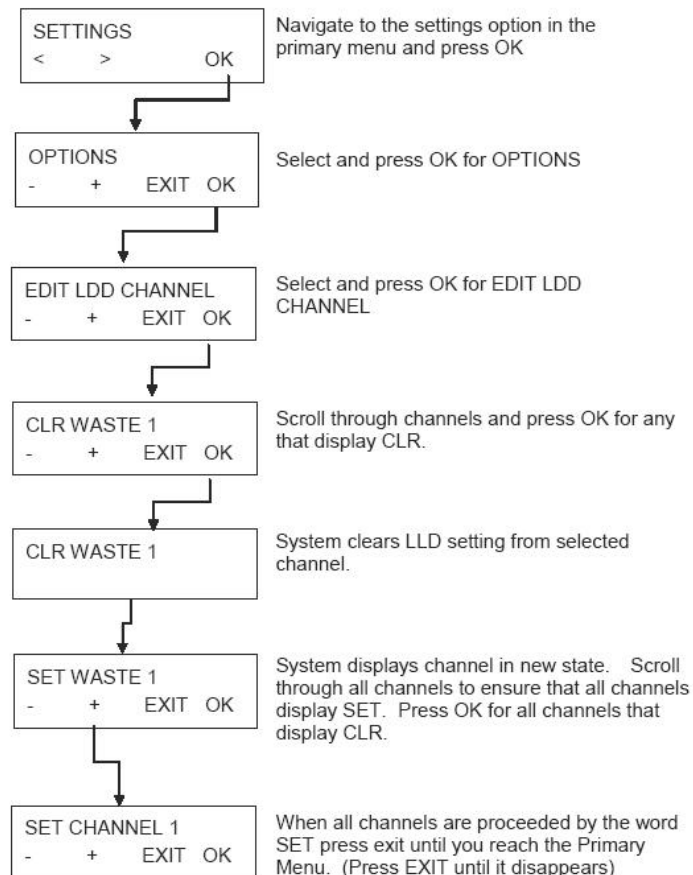 SETTINGS
< > OK
Navigate to the settings option in the
primary menu and press OK
OPTIONS
- + EXIT OK
Select and press OK for OPTIONS
EDIT LDD CHANNEL
- + EXIT OK
Select and press OK for EDIT LDD
CHANNEL
CLR WASTE 1
- + EXIT OK
Scroll through channels and press OK for any
that display CLR.
CLR WASTE 1
System clears LLD setting from selected
channel.
SET WASTE 1
- + EXIT OK
System displays channel in new state. Scroll
through all channels to ensure that all channels
display SET. Press OK for all channels that
display CLR.
SET CHANNEL 1
- + EXIT OK
When all channels are proceeded by the word
SET press exit until you reach the Primary
Menu. (Press EXIT until it disappears)